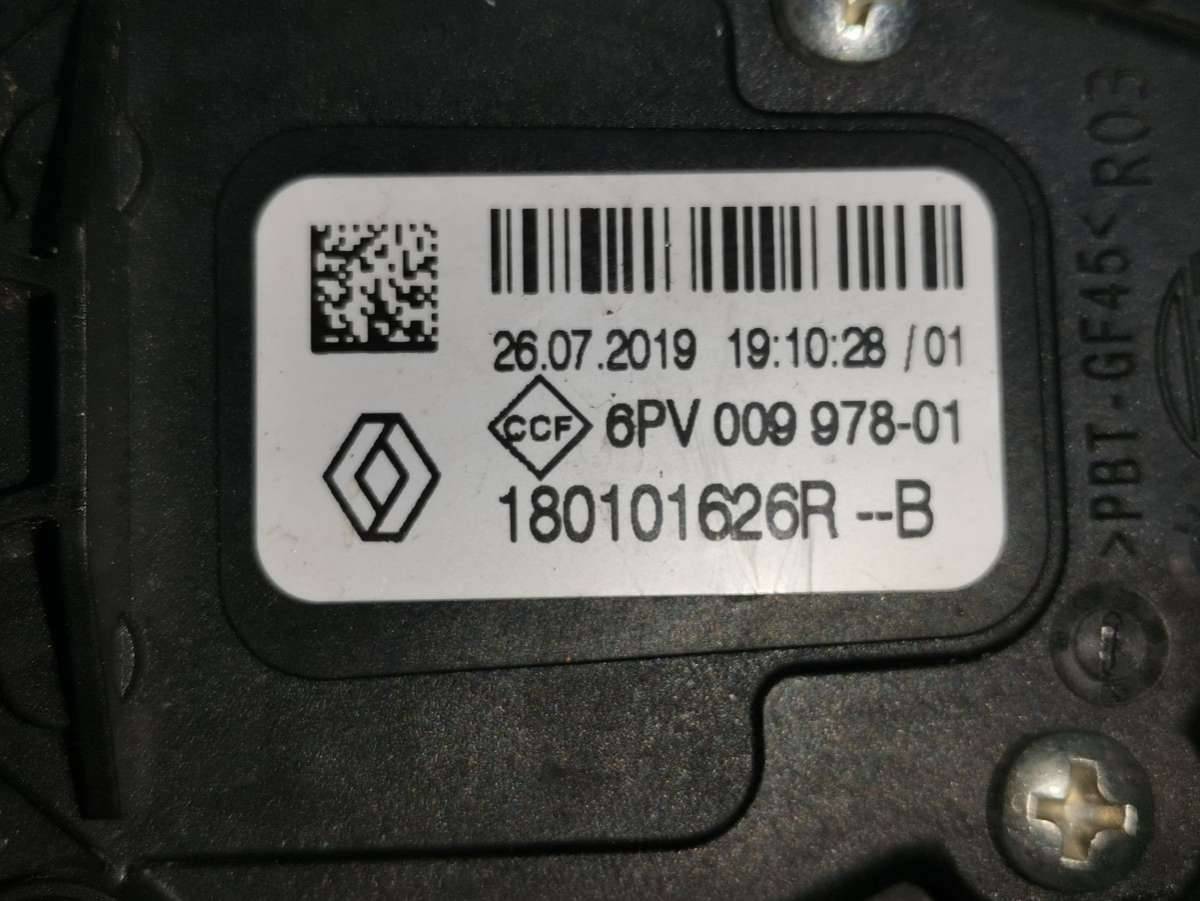 26.07.2019 19:10:28 /01
CCF 6PV 009 978-01
180101626R --B
>PBT-GF45<R03